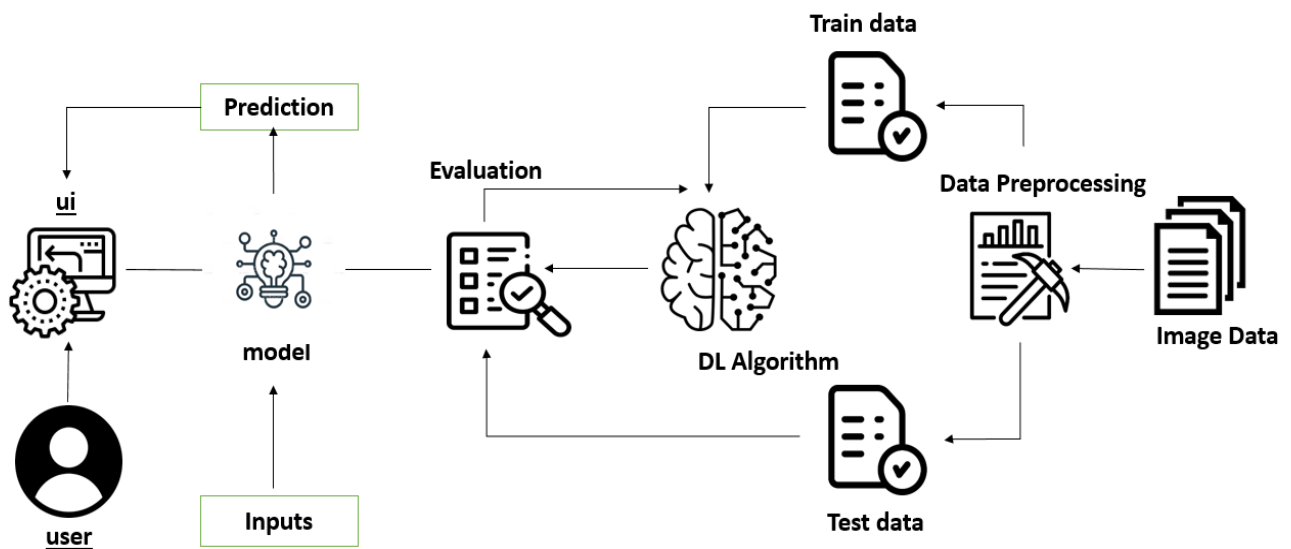 Train data
Prediction
Evaluation
Data Preprocessing
ui
Image Data
model
DL Algorithm
Inputs
Test data
user